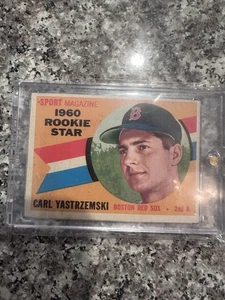 SPORT MAGAZINE
1960
ROOKIE
STAR
B
CARL YASTRZEMSKI BOSTON RED SOX • 2nd B